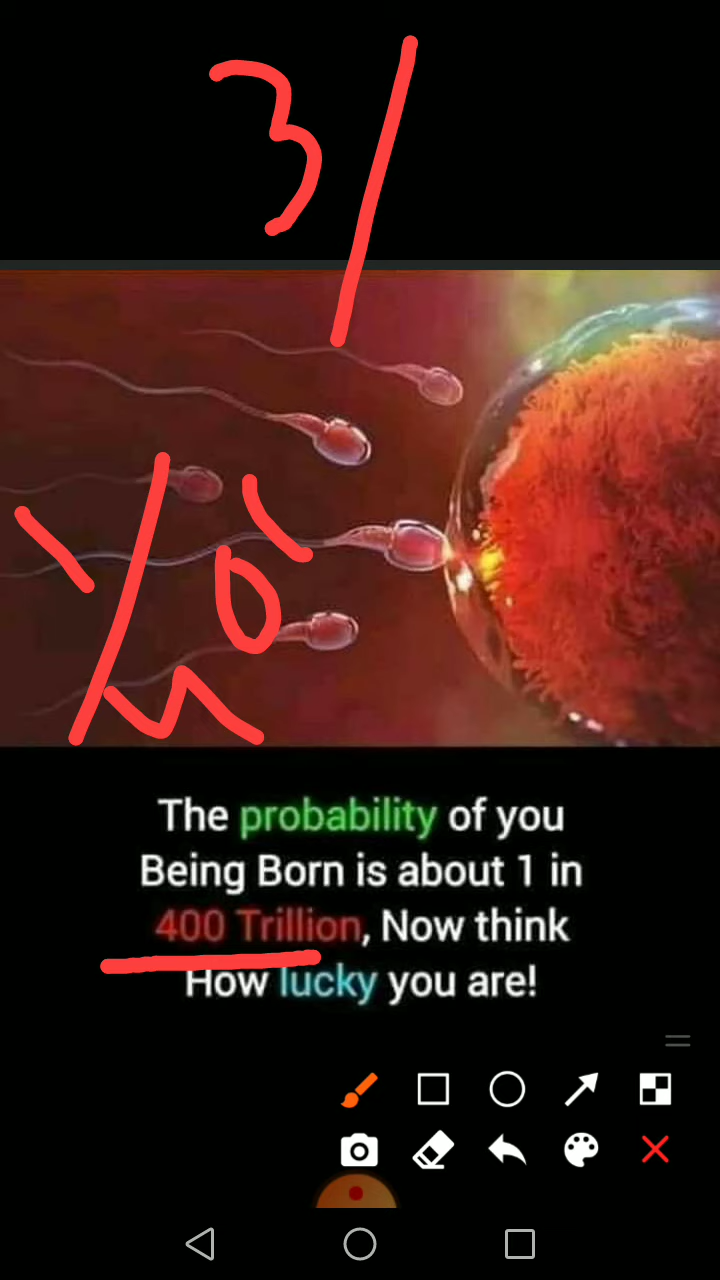 3/
The probability of you
Being Born is about 1 in
400 Trillion, Now think
How lucky you are!